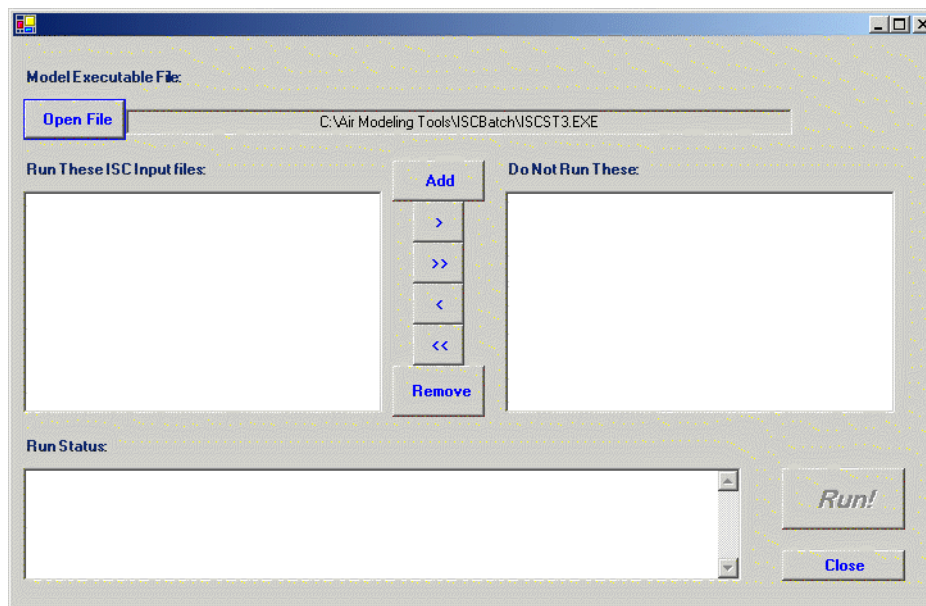 Model Executable File:
Open File
C:\Air Modeling Tools\ISCBatch\ISCST3.EXE
Run These ISC Input files:
Add
Do Not Run These:
>
>>
<
<<
Remove
Run Status:
Run!
Close